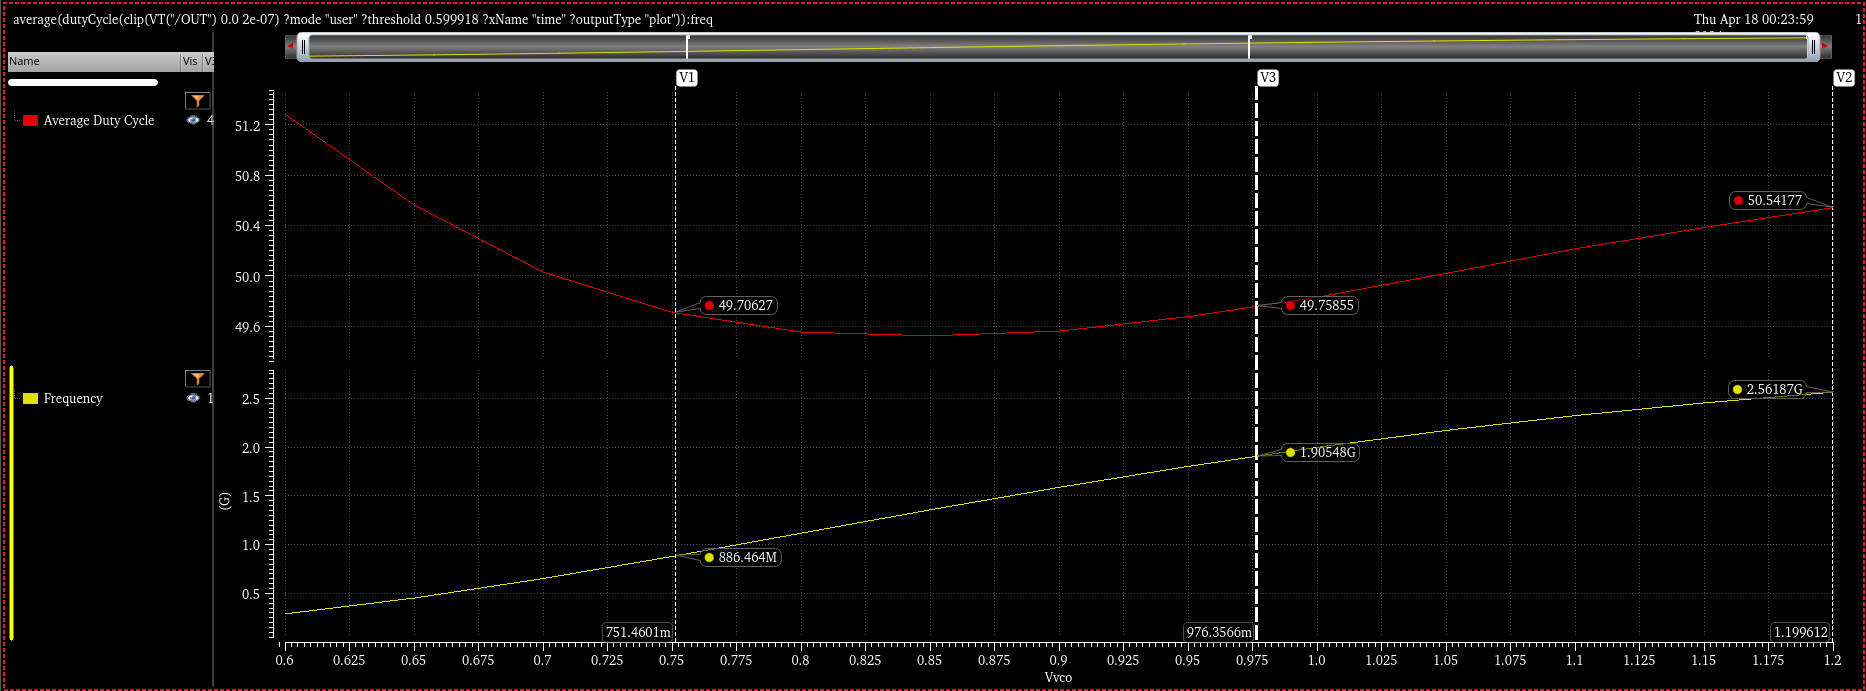 average(dutyCycle(clip(VT("/OUT") 0.0 2e-07) ?mode "user" ?threshold 0.599918 ?xName "time" ?outputType "plot")):freq
Thu Apr 18 00:23:59
1
Name Vis
V1 V3 V2
Average Duty Cycle 4
51.2
50.8
50.4
50.0
49.6
49.70627
49.75855
50.54177
Frequency 1
2.5
2.0
1.5
1.0
0.5
(G)
886.464M
1.90548G
2.56187G
751.4601m 976.3566m 1.199612
0.6 0.625 0.65 0.675 0.7 0.725 0.75 0.775 0.8 0.825 0.85 0.875 0.9 0.925 0.95 0.975 1.0 1.025 1.05 1.075 1.1 1.125 1.15 1.175 1.2
Vvco